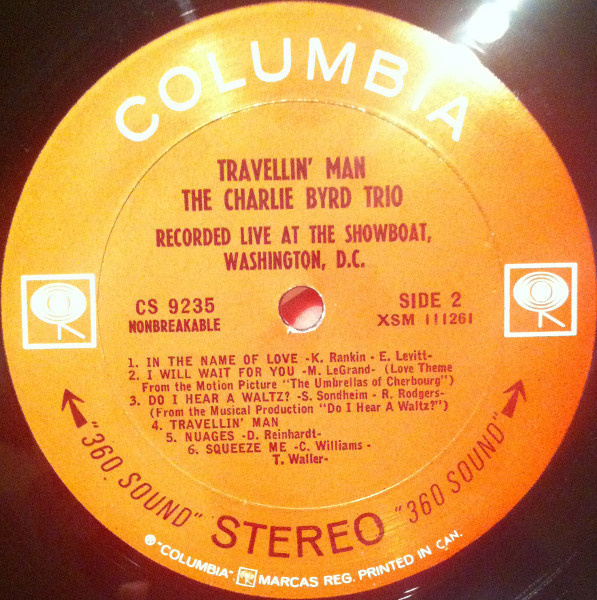 COLUMBIA
TRAVELLIN' MAN
THE CHARLIE BYRD TRIO
RECORDED LIVE AT THE SHOWBOAT,
WASHINGTON, D.C.
CS 9235
NONBREAKABLE
SIDE 2
XSM 111261
1. IN THE NAME OF LOVE -K. Rankin - E. Levitt-
2. I WILL WAIT FOR YOU -M. LeGrand- (Love Theme
From the Motion Picture "The Umbrellas of Cherbourg")
3. DO I HEAR A WALTZ? -S. Sondheim - R. Rodgers-
(From the Musical Production "Do I Hear A Waltz?")
4. TRAVELLIN' MAN
5. NUAGES -D. Reinhardt-
6. SQUEEZE ME -C. Williams -
T. Waller-
"360 SOUND" STEREO "360 SOUND"
® "COLUMBIA", MARCAS REG. PRINTED IN CAN.